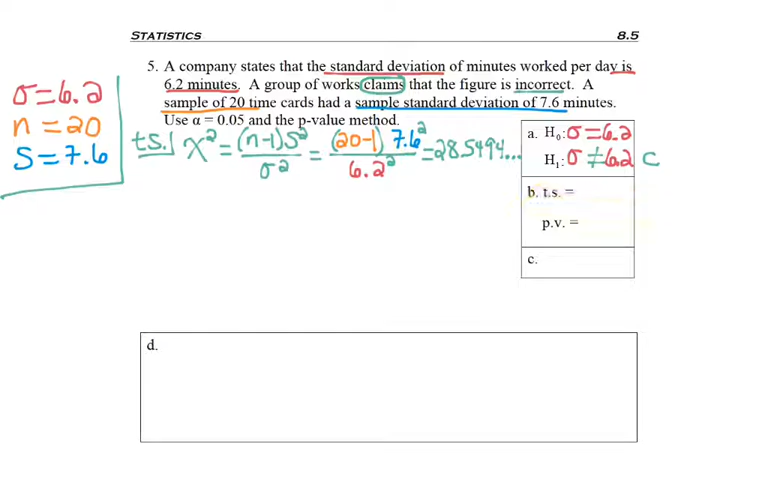 STATISTICS 8.5
5. A company states that the standard deviation of minutes worked per day is
6.2 minutes. A group of works claims that the figure is incorrect. A
sample of 20 time cards had a sample standard deviation of 7.6 minutes.
Use α = 0.05 and the p-value method.
σ = 6.2
n = 20
S = 7.6
t.s.| χ² = (n-1)S²/σ² = (20-1) 7.6²/6.2² = 28.5494...
a. H₀: σ = 6.2
H₁: σ ≠ 6.2 C
b. t.s. =
p.v. =
c.
d.